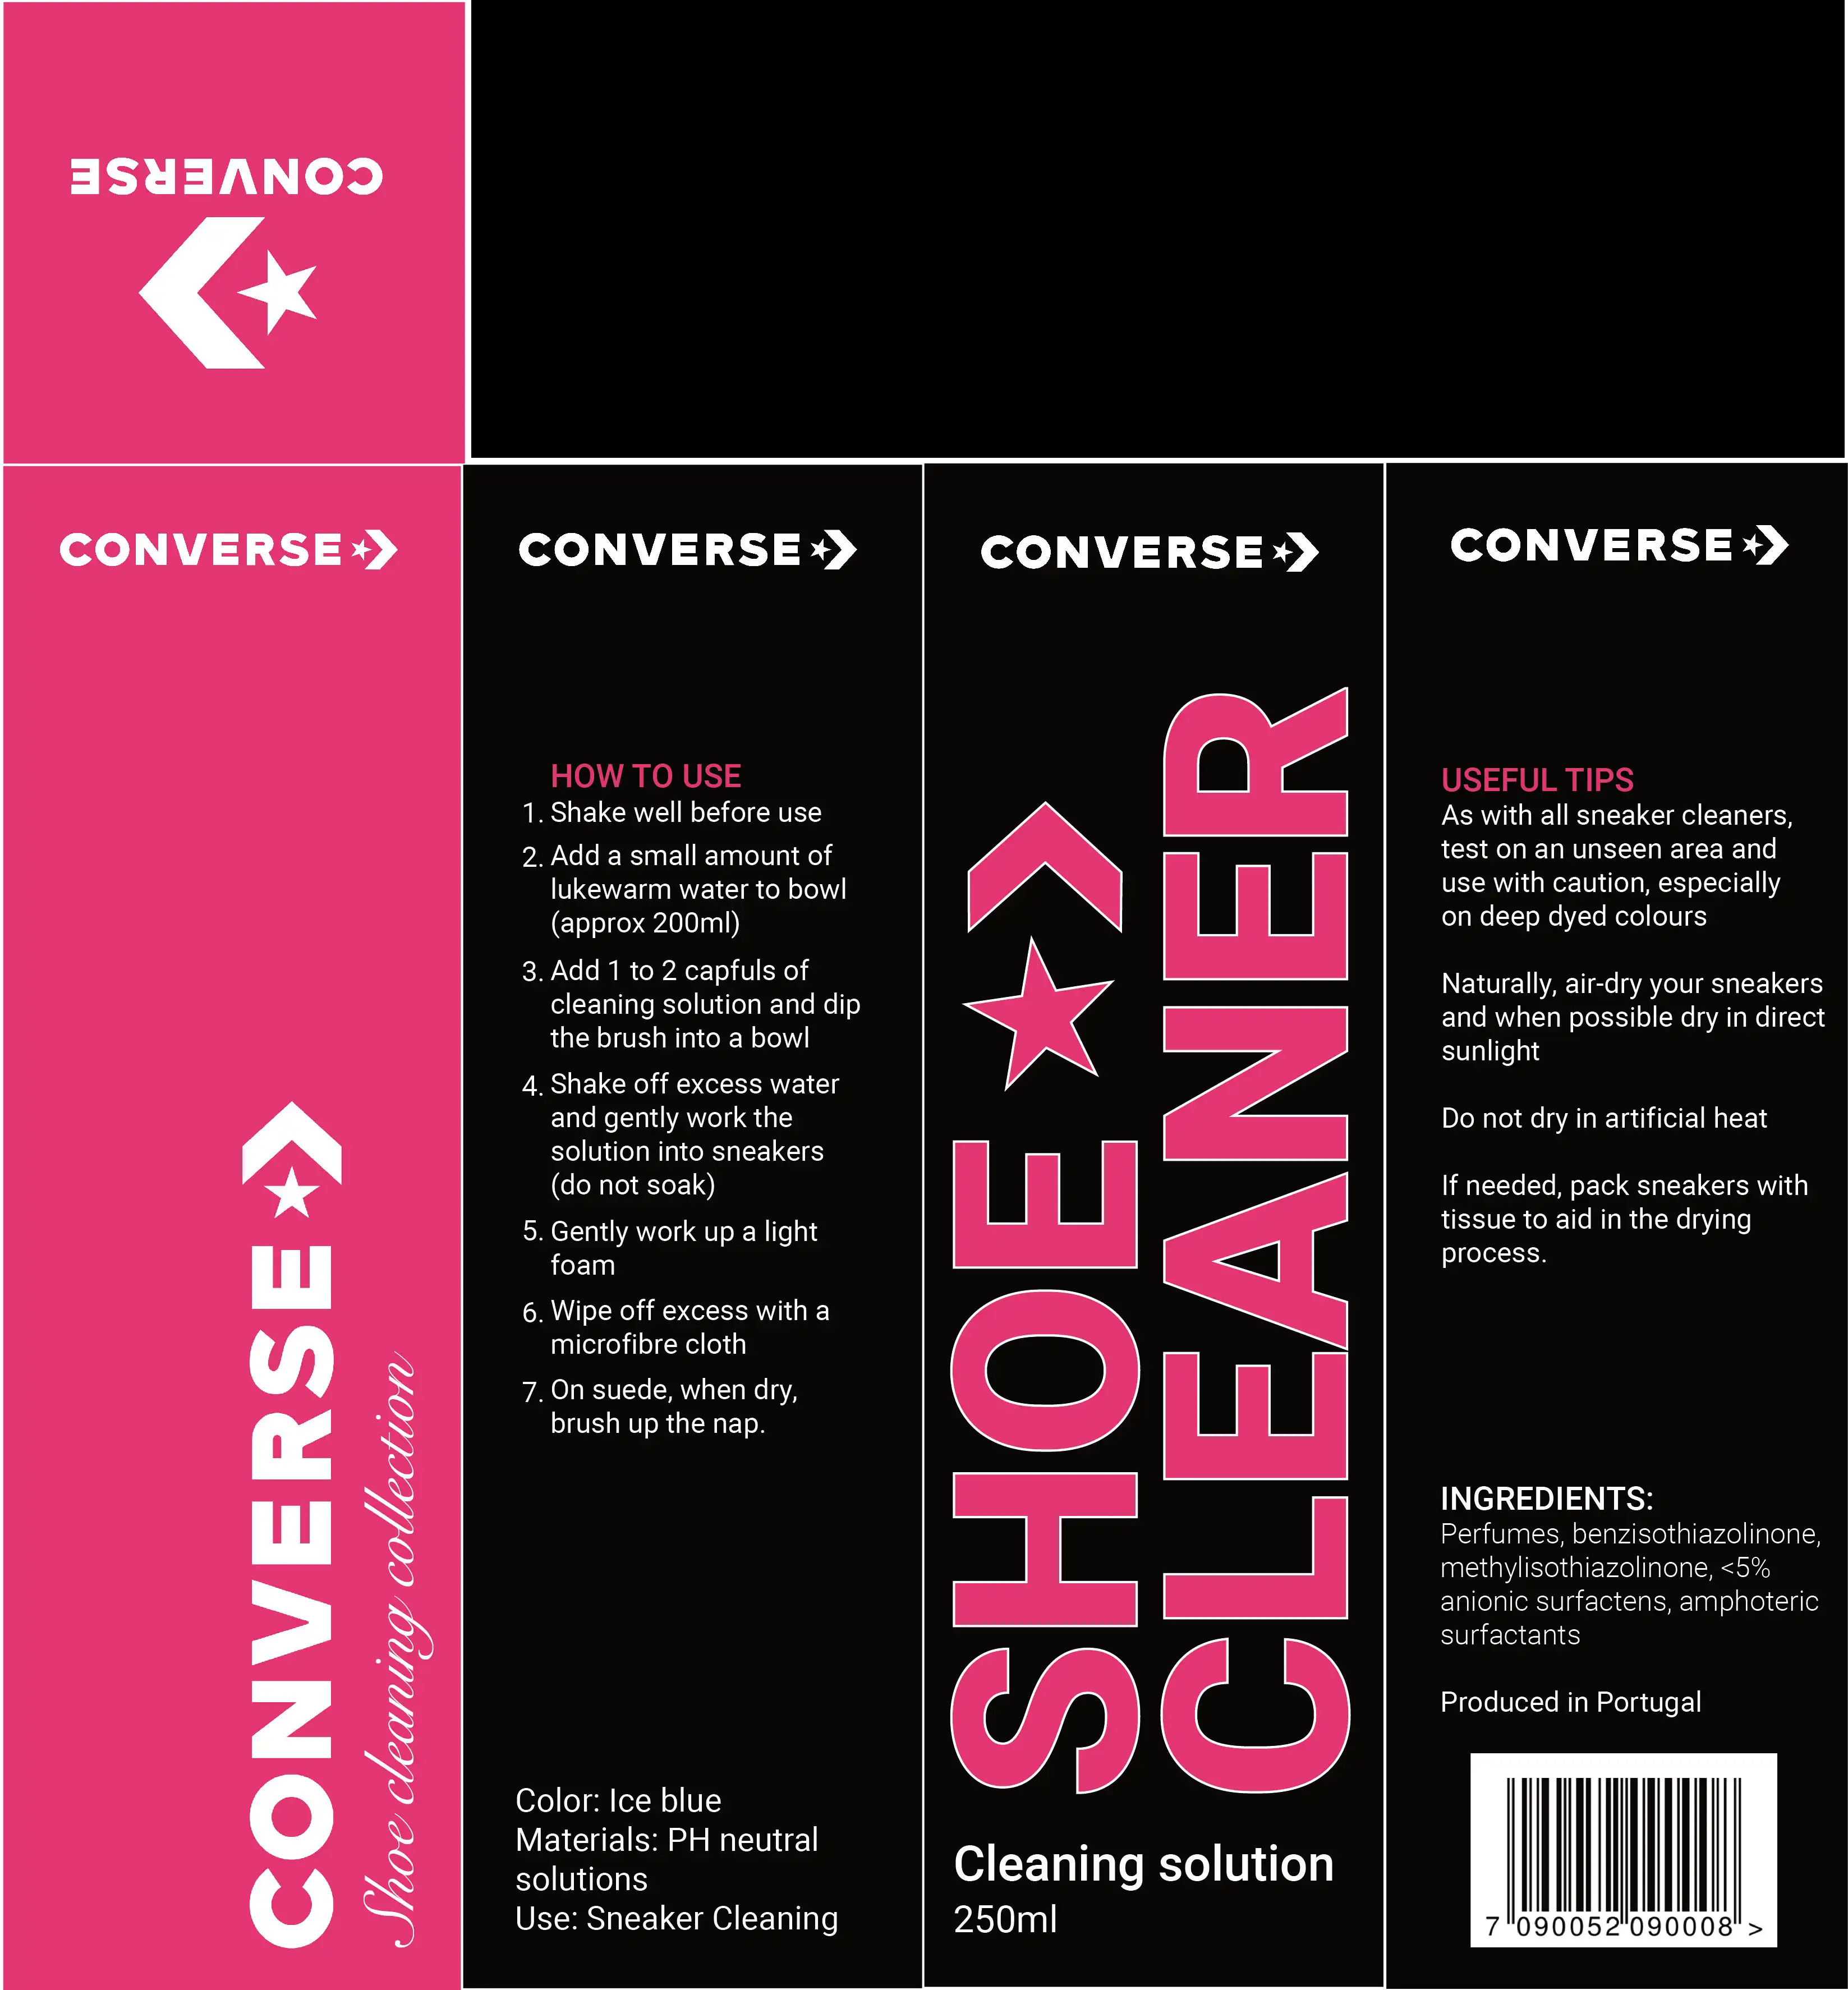 CONVERSE
CONVERSE
CONVERSE
Shoe cleaning collection
CONVERSE
HOW TO USE
1. Shake well before use
2. Add a small amount of
lukewarm water to bowl
(approx 200ml)
3. Add 1 to 2 capfuls of
cleaning solution and dip
the brush into a bowl
4. Shake off excess water
and gently work the
solution into sneakers
(do not soak)
5. Gently work up a light
foam
6. Wipe off excess with a
microfibre cloth
7. On suede, when dry,
brush up the nap.
Color: Ice blue
Materials: PH neutral
solutions
Use: Sneaker Cleaning
CONVERSE
SHOE
CLEANER
Cleaning solution
250ml
CONVERSE
USEFUL TIPS
As with all sneaker cleaners,
test on an unseen area and
use with caution, especially
on deep dyed colours
Naturally, air-dry your sneakers
and when possible dry in direct
sunlight
Do not dry in artificial heat
If needed, pack sneakers with
tissue to aid in the drying
process.
INGREDIENTS:
Perfumes, benzisothiazolinone,
methylisothiazolinone, <5%
anionic surfactens, amphoteric
surfactants
Produced in Portugal
7 090052 090008 >